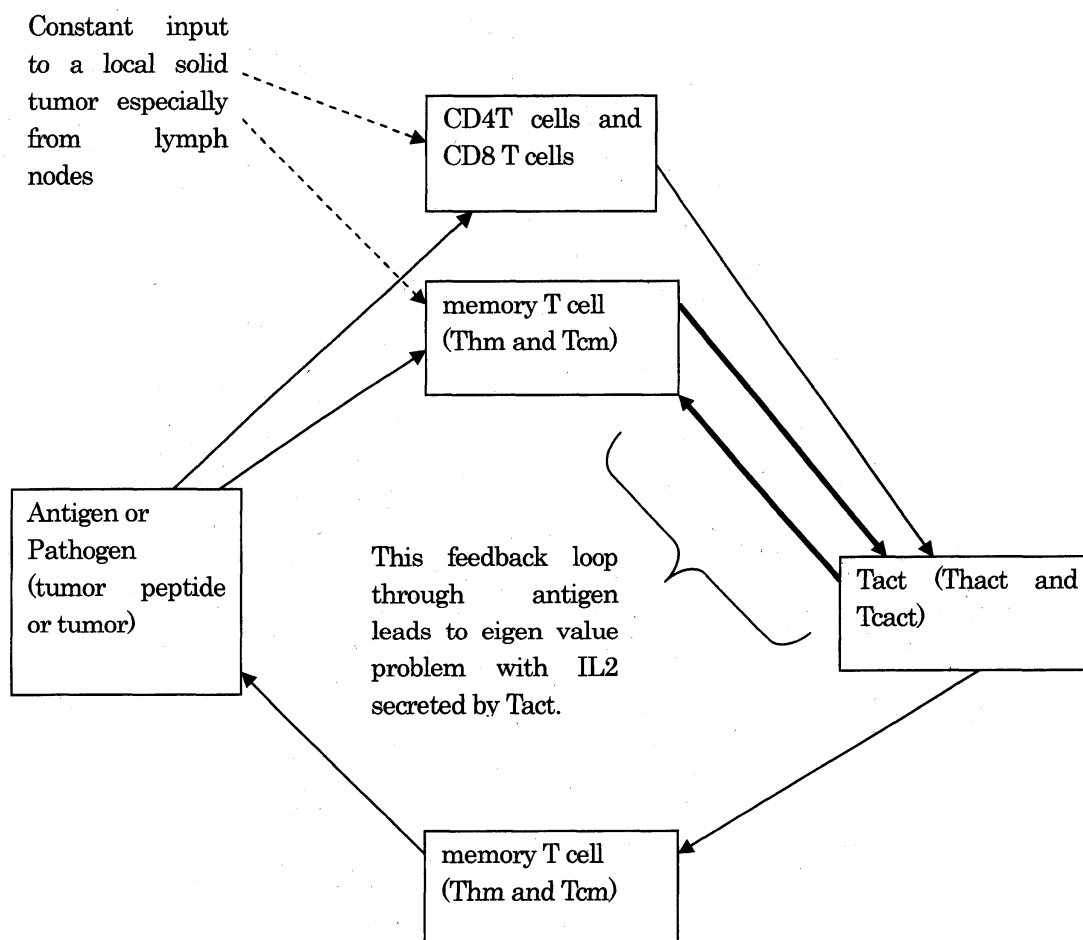 Constant input
to a local solid
tumor especially
from lymph
nodes
CD4T cells and
CD8 T cells
memory T cell
(Thm and Tcm)
Antigen or
Pathogen
(tumor peptide
or tumor)
This feedback loop
through antigen
leads to eigen value
problem with IL2
secreted by Tact.
Tact (Thact and
Tcact)
memory T cell
(Thm and Tcm)